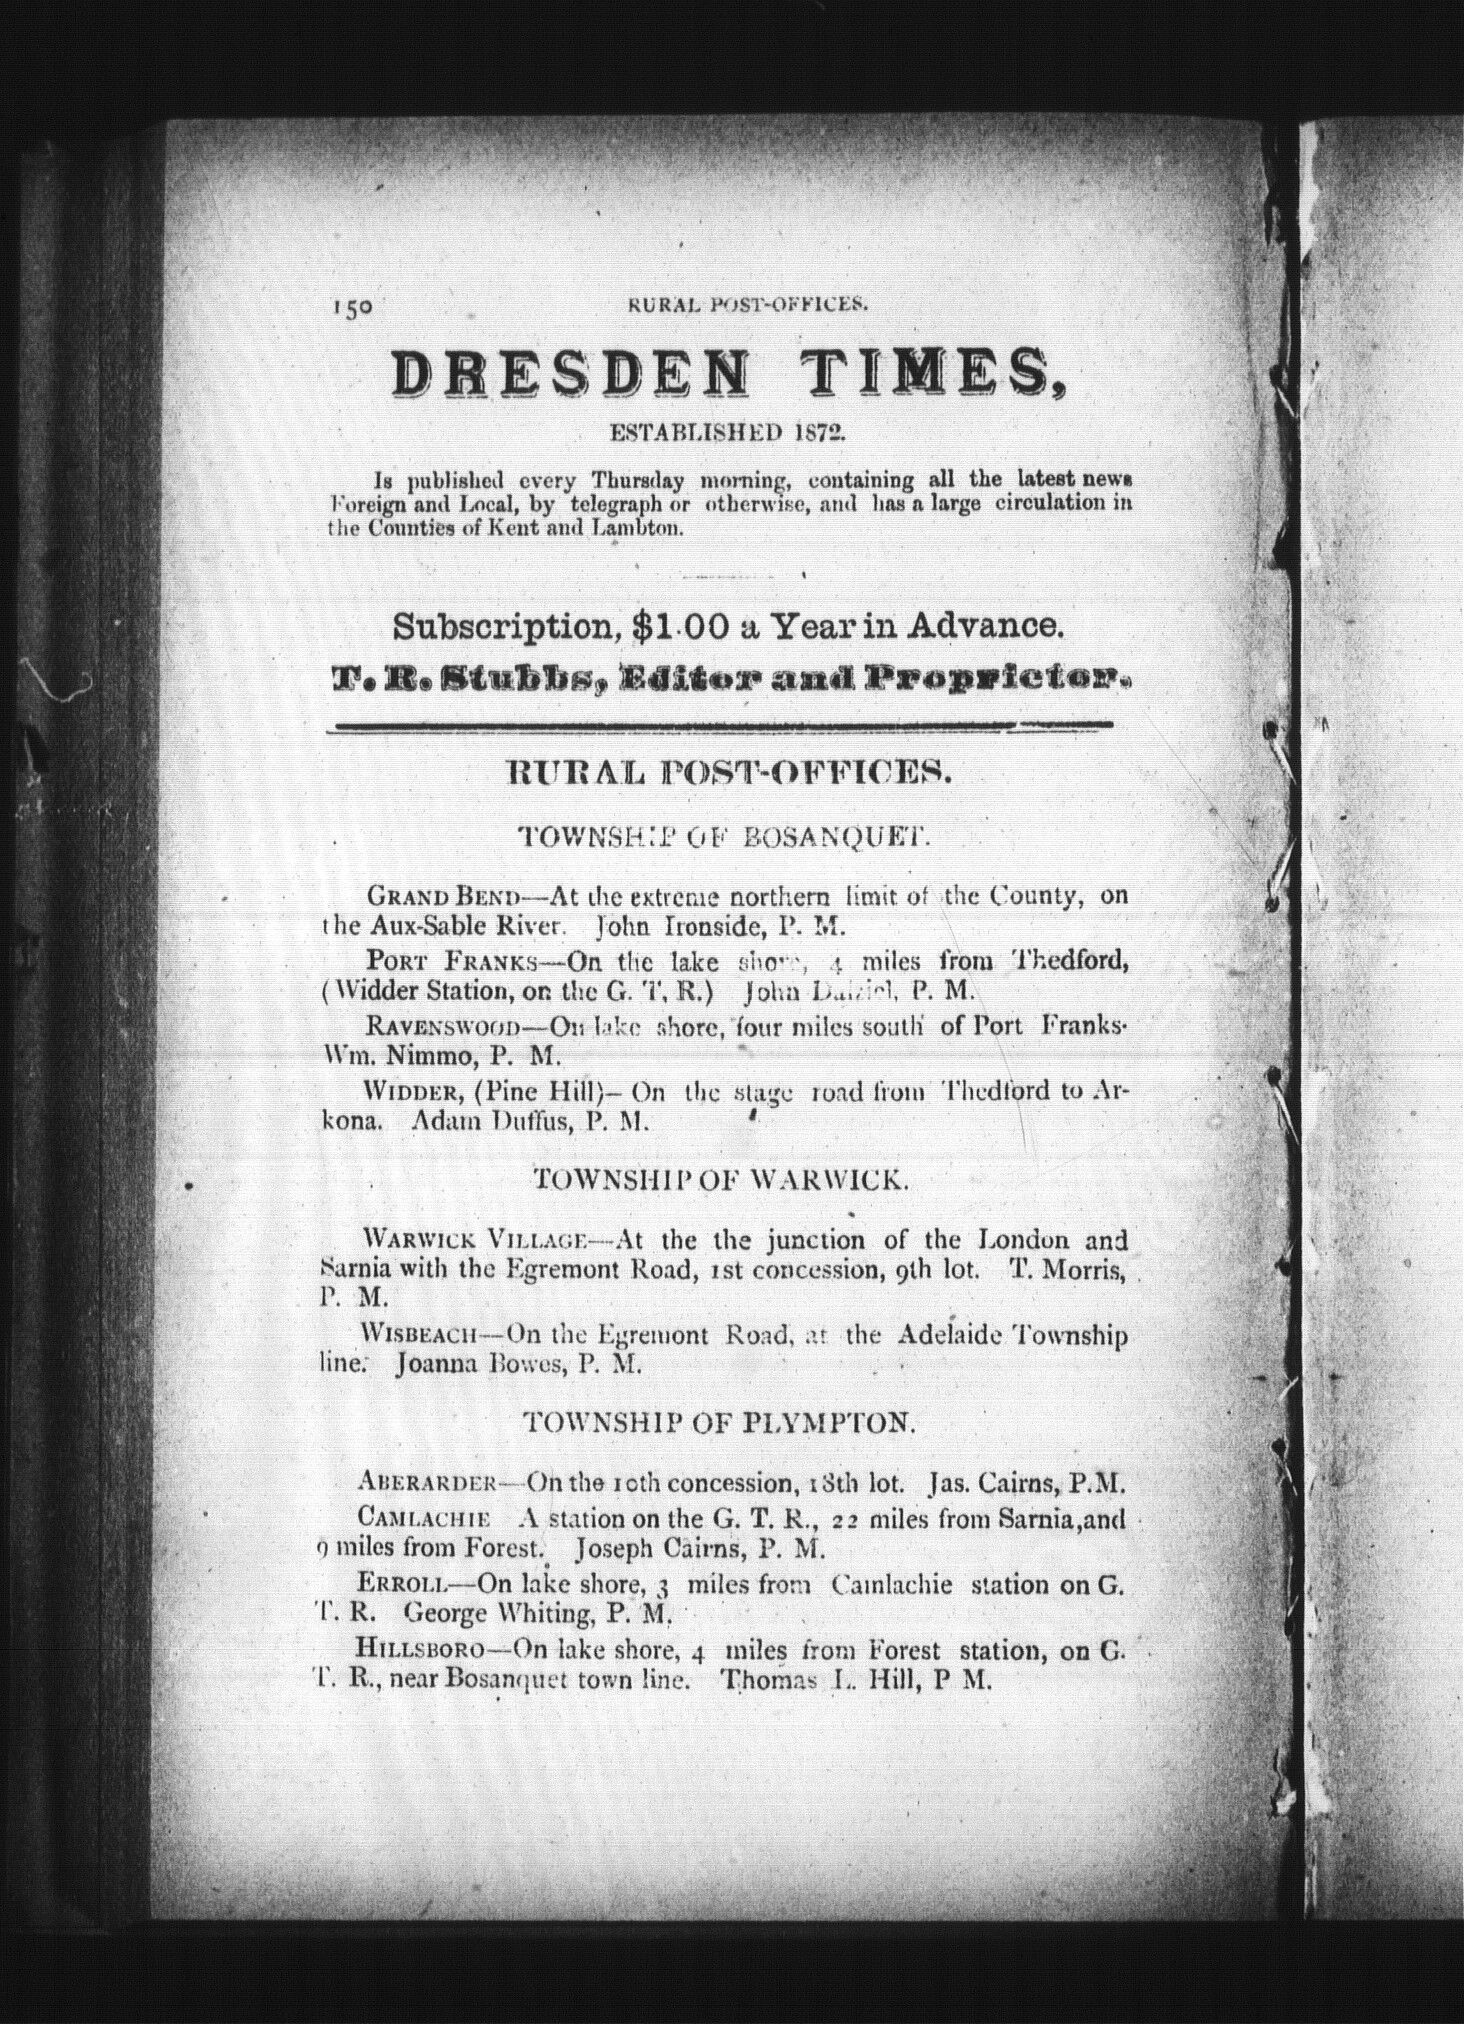 150 RURAL POST-OFFICES.
DRESDEN TIMES,
ESTABLISHED 1872.
Is published every Thursday morning, containing all the latest news
Foreign and Local, by telegraph or otherwise, and has a large circulation in
the Counties of Kent and Lambton.
Subscription, $1.00 a Year in Advance.
T. R. Stubbs, Editor and Proprietor.
RURAL POST-OFFICES.
TOWNSHIP OF BOSANQUET.
GRAND BEND—At the extreme northern limit of the County, on
the Aux-Sable River. John Ironside, P. M.
PORT FRANKS—On the lake shore, 4 miles from Thedford,
(Widder Station, on the G. T. R.) John Dalziel, P. M.
RAVENSWOOD—On lake shore, four miles south of Port Franks.
Wm. Nimmo, P. M.
WIDDER, (Pine Hill)—On the stage road from Thedford to Ar-
kona. Adam Duffus, P. M.
TOWNSHIP OF WARWICK.
WARWICK VILLAGE—At the the junction of the London and
Sarnia with the Egremont Road, 1st concession, 9th lot. T. Morris,
P. M.
WISBEACH—On the Egremont Road, at the Adelaide Township
line. Joanna Bowes, P. M.
TOWNSHIP OF PLYMPTON.
ABERARDER—On the 10th concession, 18th lot. Jas. Cairns, P.M.
CAMLACHIE A station on the G. T. R., 22 miles from Sarnia,and
9 miles from Forest. Joseph Cairns, P. M.
ERROLL—On lake shore, 3 miles from Camlachie station on G.
T. R. George Whiting, P. M.
HILLSBORO—On lake shore, 4 miles from Forest station, on G.
T. R., near Bosanquet town line. Thomas L. Hill, P M.